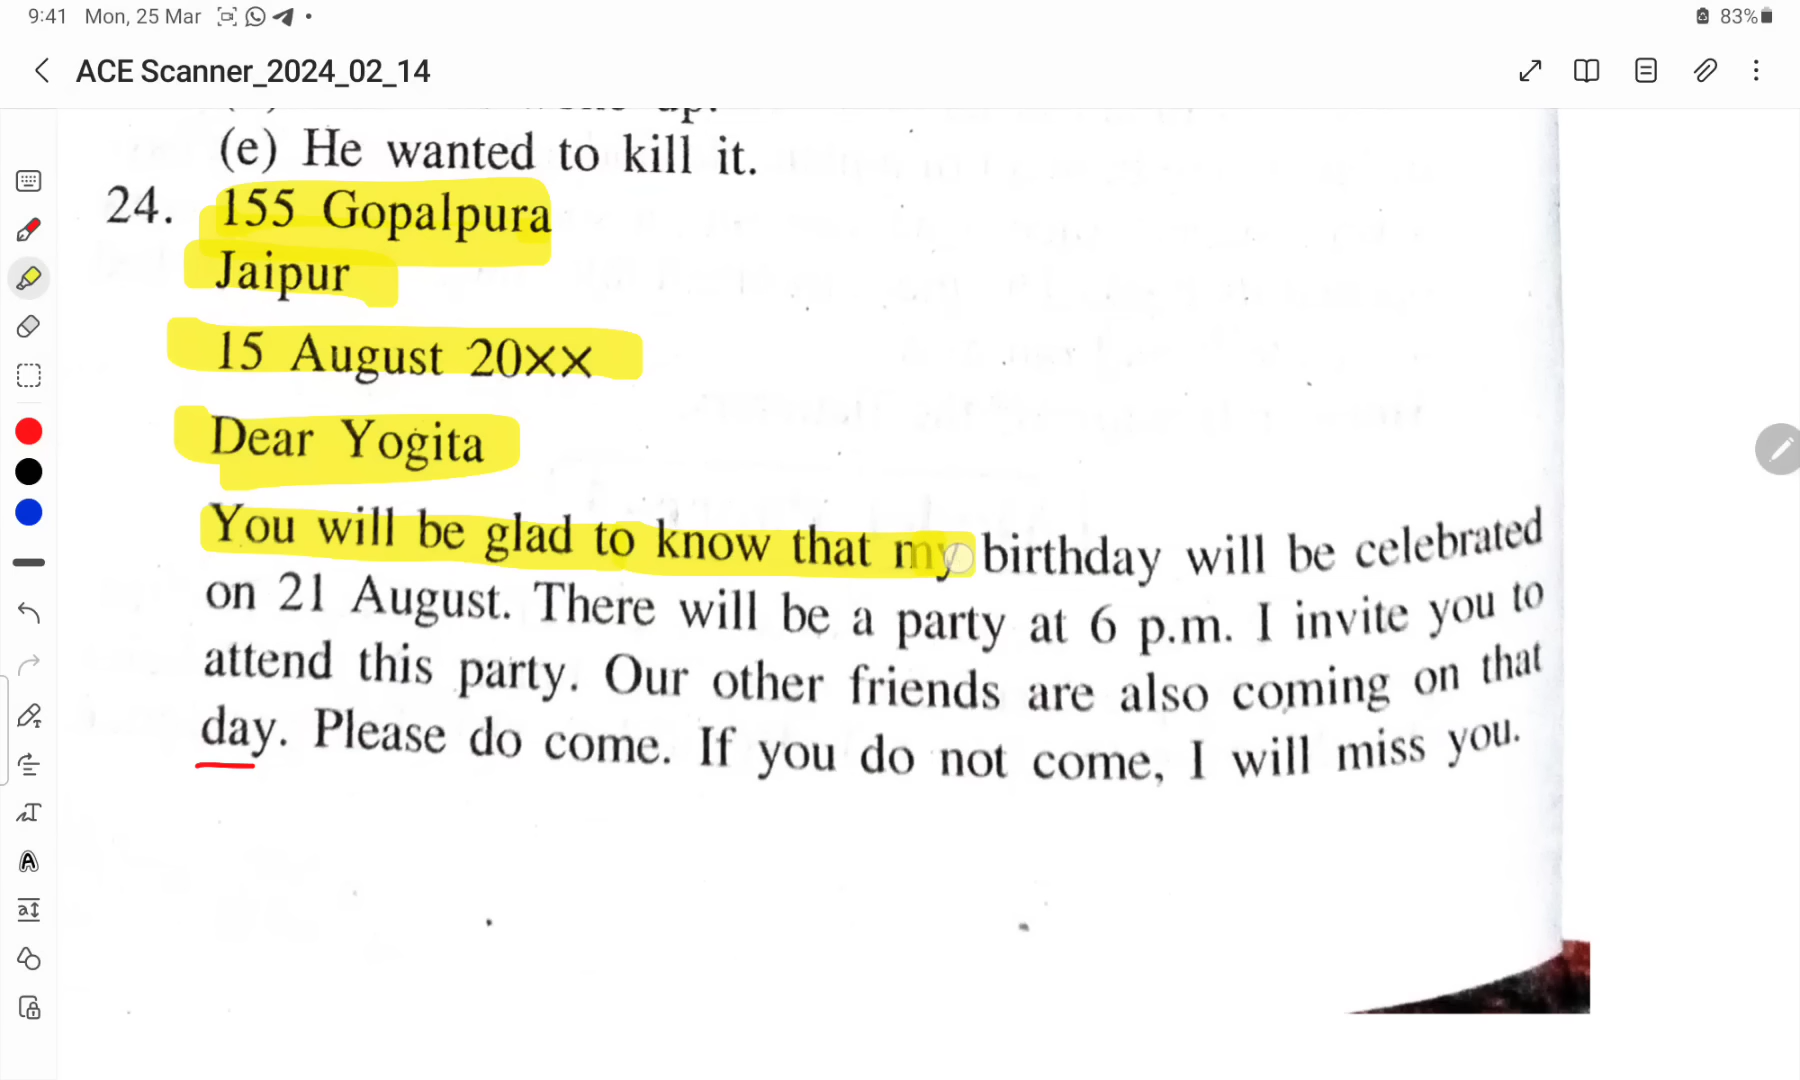 9:41 Mon, 25 Mar
83%
ACE Scanner_2024_02_14
(e) He wanted to kill it.
24. 155 Gopalpura
Jaipur
15 August 20××
Dear Yogita
You will be glad to know that my birthday will be celebrated
on 21 August. There will be a party at 6 p.m. I invite you to
attend this party. Our other friends are also coming on that
day. Please do come. If you do not come, I will miss you.